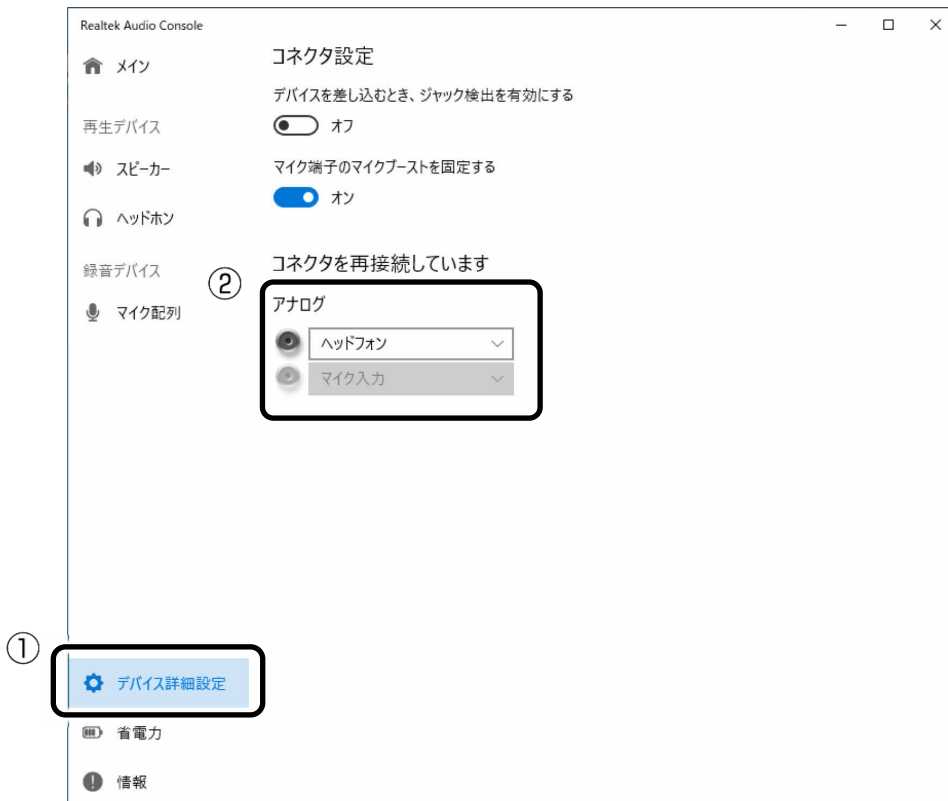 Realtek Audio Console
メイン
再生デバイス
スピーカー
ヘッドホン
録音デバイス
マイク配列
コネクタ設定
デバイスを差し込むとき、ジャック検出を有効にする
オフ
マイク端子のマイクブーストを固定する
オン
コネクタを再接続しています
②
アナログ
ヘッドフォン
マイク入力
①
デバイス詳細設定
省電力
情報